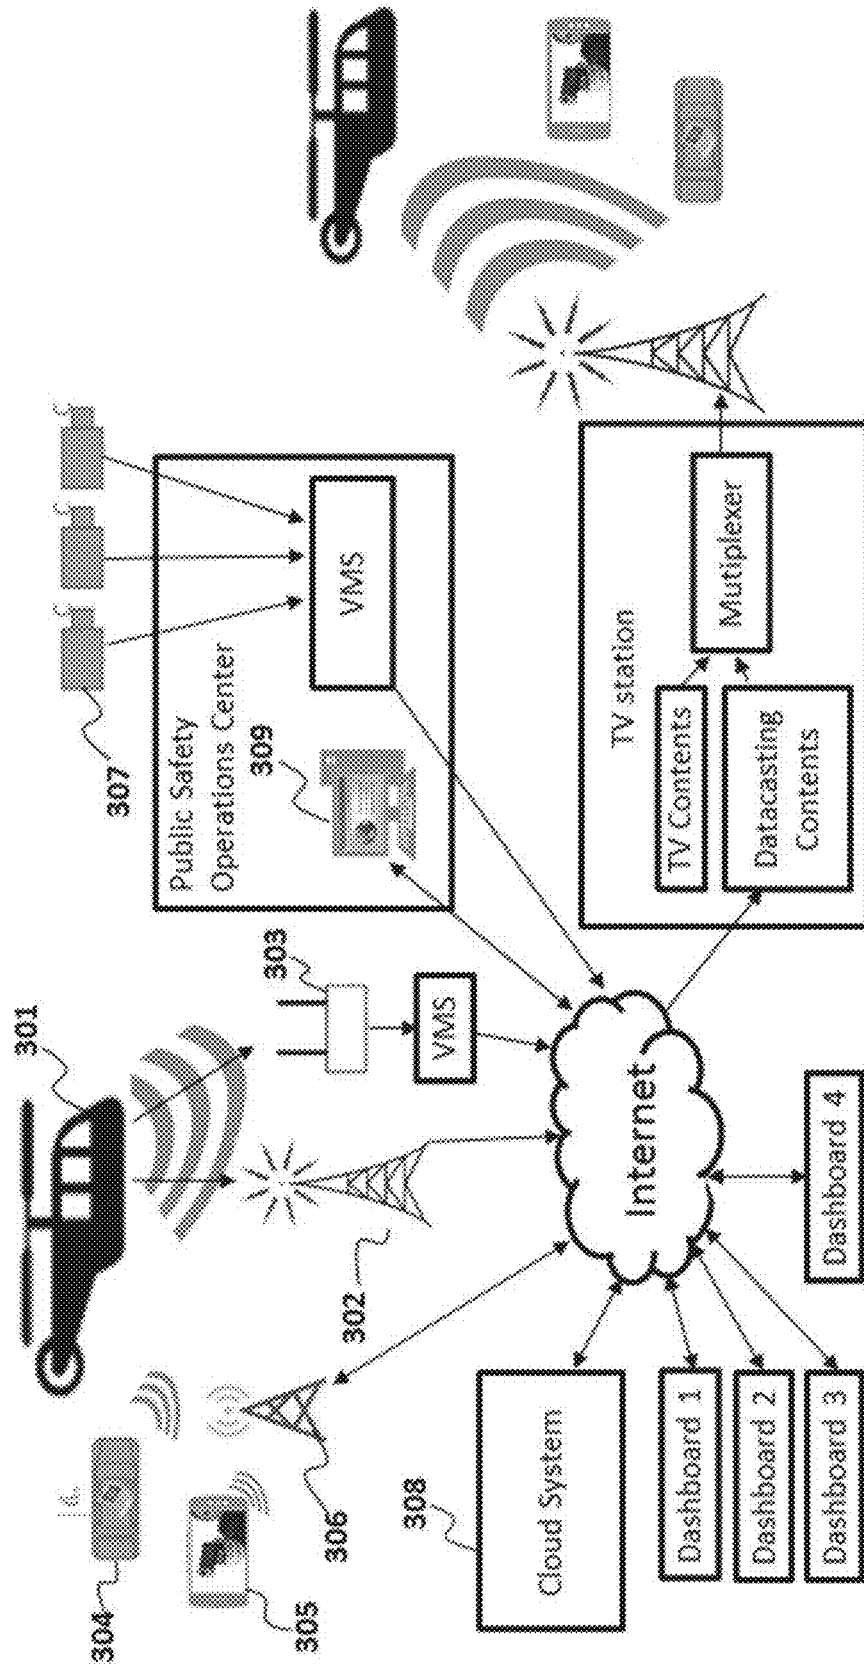 304
305
306
302
301
303
VMS
307
Public Safety
Operations Center
309
VMS
308
Cloud System
Dashboard 1
Dashboard 2
Dashboard 3
Dashboard 4
Internet
TV station
TV Contents
Datacasting
Contents
Mutiplexer